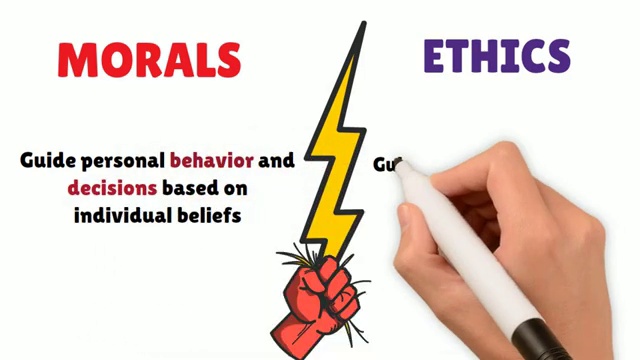 MORALS
ETHICS
Guide personal behavior and
decisions based on
individual beliefs